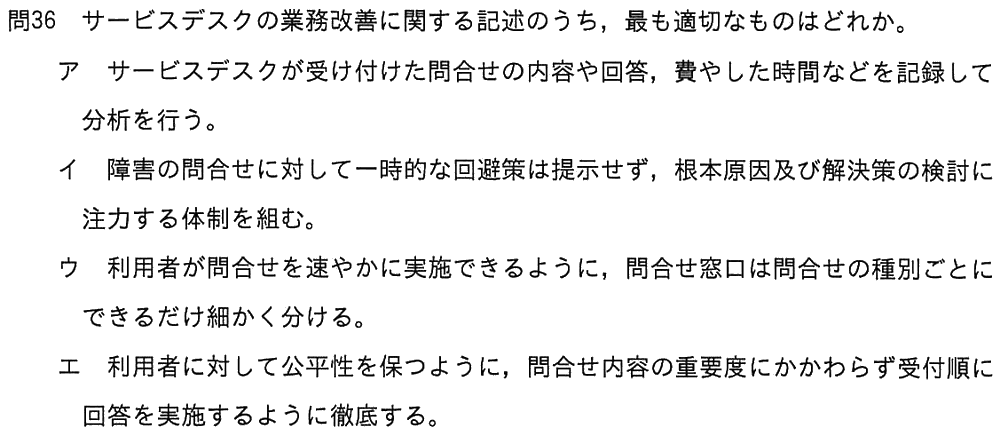 問36 サービスデスクの業務改善に関する記述のうち，最も適切なものはどれか。
ア サービスデスクが受け付けた問合せの内容や回答，費やした時間などを記録して
分析を行う。
イ 障害の問合せに対して一時的な回避策は提示せず，根本原因及び解決策の検討に
注力する体制を組む。
ウ 利用者が問合せを速やかに実施できるように，問合せ窓口は問合せの種別ごとに
できるだけ細かく分ける。
エ 利用者に対して公平性を保つように，問合せ内容の重要度にかかわらず受付順に
回答を実施するように徹底する。